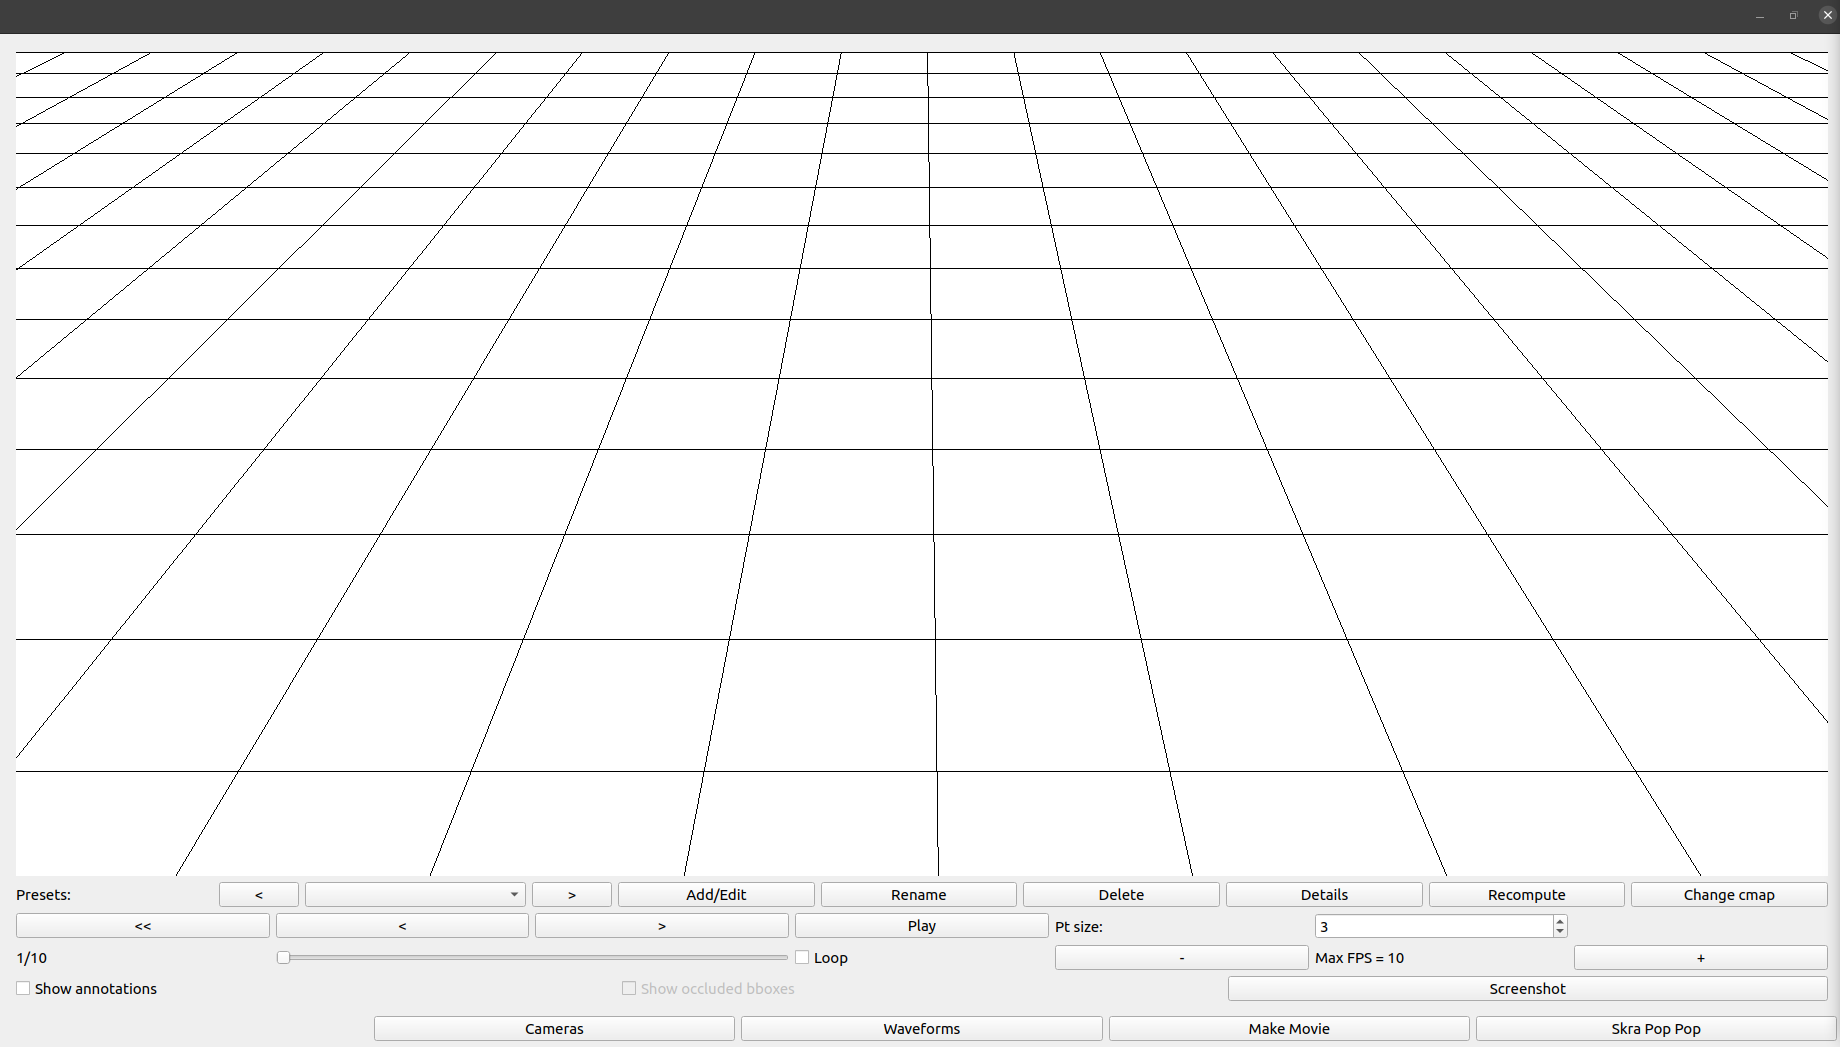 Presets: < > Add/Edit Rename Delete Details Recompute Change cmap
<< < > Play Pt size: 3
1/10 Loop - Max FPS = 10 +
Show annotations Show occluded bboxes Screenshot
Cameras Waveforms Make Movie Skra Pop Pop